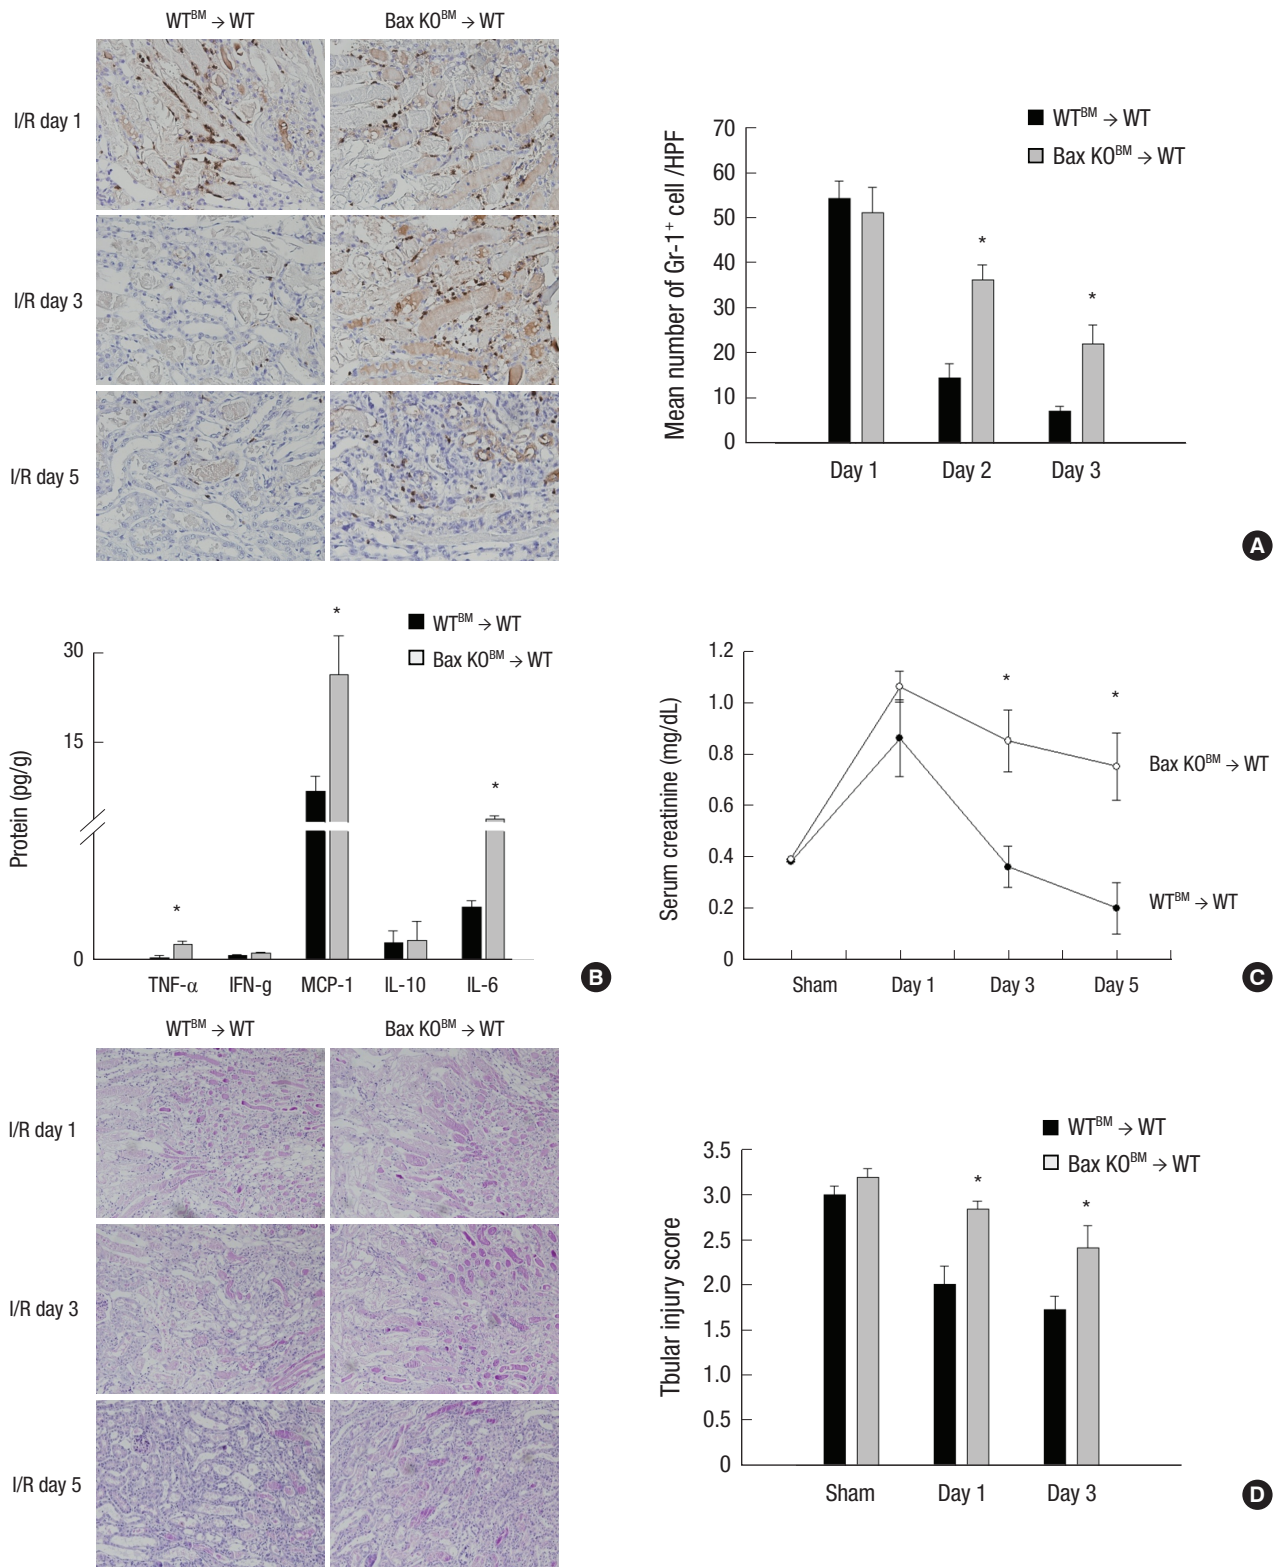 WTBM → WT
Bax KOBM → WT
I/R day 1
I/R day 3
I/R day 5
WTBM → WT
Bax KOBM → WT
Mean number of Gr-1+ cell /HPF
70
60
50
40
30
20
10
0
*
*
Day 1
Day 2
Day 3
A
WTBM → WT
Bax KOBM → WT
Protein (pg/g)
30
15
0
*
*
*
TNF-α
IFN-g
MCP-1
IL-10
IL-6
B
Serum creatinine (mg/dL)
1.2
1.0
0.8
0.6
0.4
0.2
0
*
*
Bax KOBM → WT
WTBM → WT
Sham
Day 1
Day 3
Day 5
C
WTBM → WT
Bax KOBM → WT
I/R day 1
I/R day 3
I/R day 5
WTBM → WT
Bax KOBM → WT
Tbular injury score
3.5
3.0
2.5
2.0
1.5
1.0
0.5
0
*
*
Sham
Day 1
Day 3
D